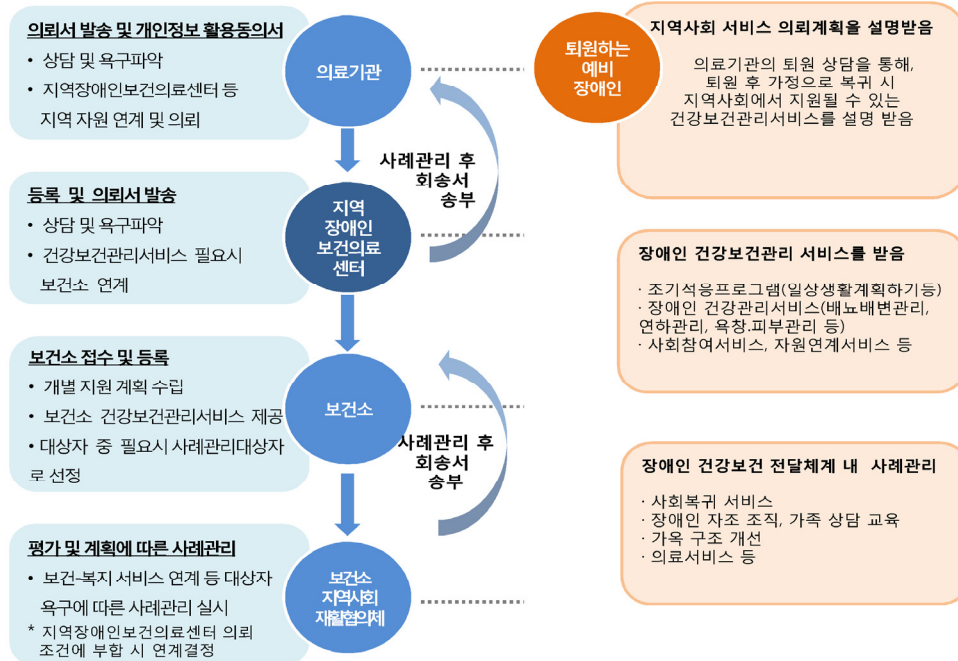 의뢰서 발송 및 개인정보 활용동의서
• 상담 및 욕구파악
• 지역장애인보건의료센터 등
지역 자원 연계 및 의뢰
의료기관
퇴원하는
예비
장애인
지역사회 서비스 의뢰계획을 설명받음
의료기관의 퇴원 상담을 통해,
퇴원 후 가정으로 복귀 시
지역사회에서 지원될 수 있는
건강보건관리서비스를 설명 받음
사례관리 후
회송서
송부
등록 및 의뢰서 발송
• 상담 및 욕구파악
• 건강보건관리서비스 필요시
보건소 연계
지역
장애인
보건의료
센터
장애인 건강보건관리 서비스를 받음
· 조기적응프로그램(일상생활계획하기등)
· 장애인 건강관리서비스(배뇨배변관리,
연하관리, 욕창.피부관리 등)
· 사회참여서비스, 자원연계서비스 등
보건소 접수 및 등록
• 개별 지원 계획 수립
• 보건소 건강보건관리서비스 제공
• 대상자 중 필요시 사례관리대상자
로 선정
보건소
사례관리 후
회송서
송부
장애인 건강보건 전달체계 내 사례관리
· 사회복귀 서비스
· 장애인 자조 조직, 가족 상담 교육
· 가옥 구조 개선
· 의료서비스 등
평가 및 계획에 따른 사례관리
• 보건-복지 서비스 연계 등 대상자
욕구에 따른 사례관리 실시
* 지역장애인보건의료센터 의뢰
조건에 부합 시 연계결정
보건소
지역사회
재활협의체